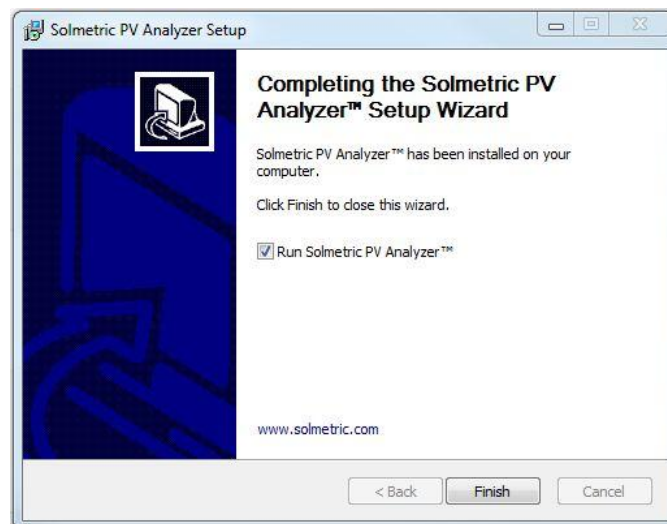 Solmetric PV Analyzer Setup
Completing the Solmetric PV
Analyzer™ Setup Wizard
Solmetric PV Analyzer™ has been installed on your
computer.
Click Finish to close this wizard.
Run Solmetric PV Analyzer™
www.solmetric.com
< Back Finish Cancel